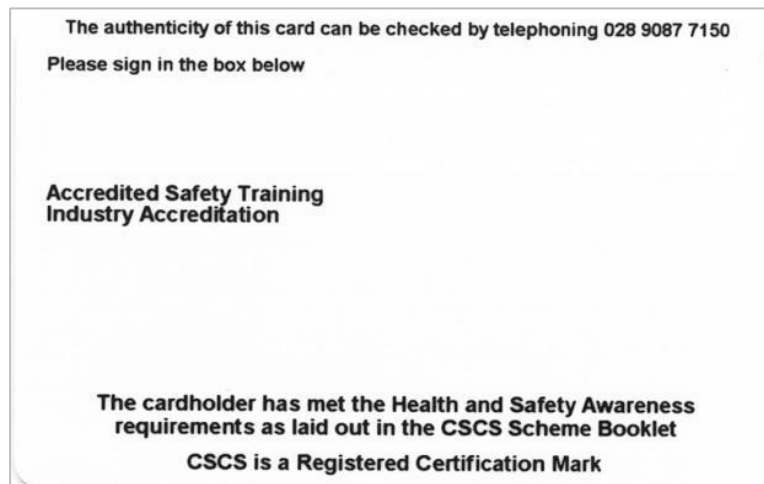 The authenticity of this card can be checked by telephoning 028 9087 7150
Please sign in the box below
Accredited Safety Training
Industry Accreditation
The cardholder has met the Health and Safety Awareness
requirements as laid out in the CSCS Scheme Booklet
CSCS is a Registered Certification Mark